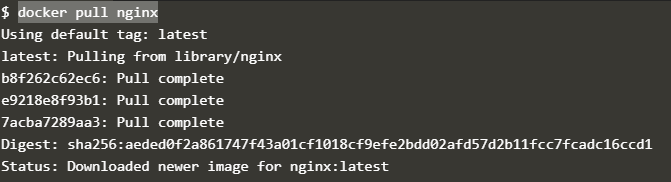 $ docker pull nginx
Using default tag: latest
latest: Pulling from library/nginx
b8f262c62ec6: Pull complete
e9218e8f93b1: Pull complete
7acba7289aa3: Pull complete
Digest: sha256:aeded0f2a861747f43a01cf1018cf9efe2bdd02afd57d2b11fcc7fcadc16ccd1
Status: Downloaded newer image for nginx:latest